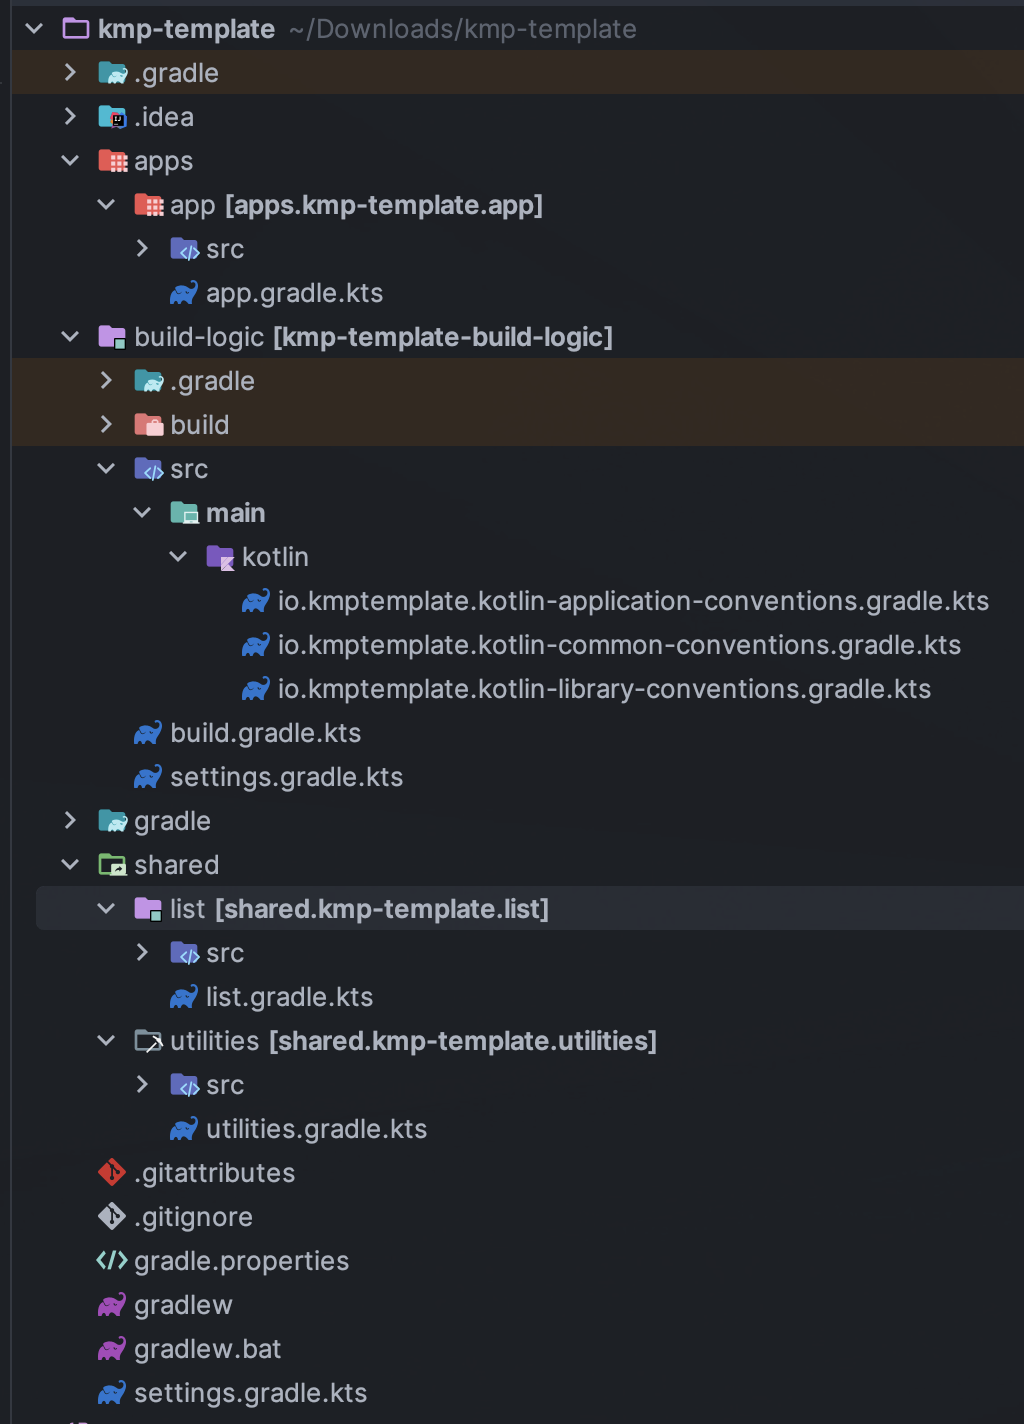 kmp-template ~/Downloads/kmp-template
.gradle
.idea
apps
app [apps.kmp-template.app]
src
app.gradle.kts
build-logic [kmp-template-build-logic]
.gradle
build
src
main
kotlin
io.kmptemplate.kotlin-application-conventions.gradle.kts
io.kmptemplate.kotlin-common-conventions.gradle.kts
io.kmptemplate.kotlin-library-conventions.gradle.kts
build.gradle.kts
settings.gradle.kts
gradle
shared
list [shared.kmp-template.list]
src
list.gradle.kts
utilities [shared.kmp-template.utilities]
src
utilities.gradle.kts
.gitattributes
.gitignore
gradle.properties
gradlew
gradlew.bat
settings.gradle.kts